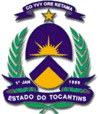 CO YVY ORE RETAMA
1º JAN. 1989
ESTADO DO TOCANTINS